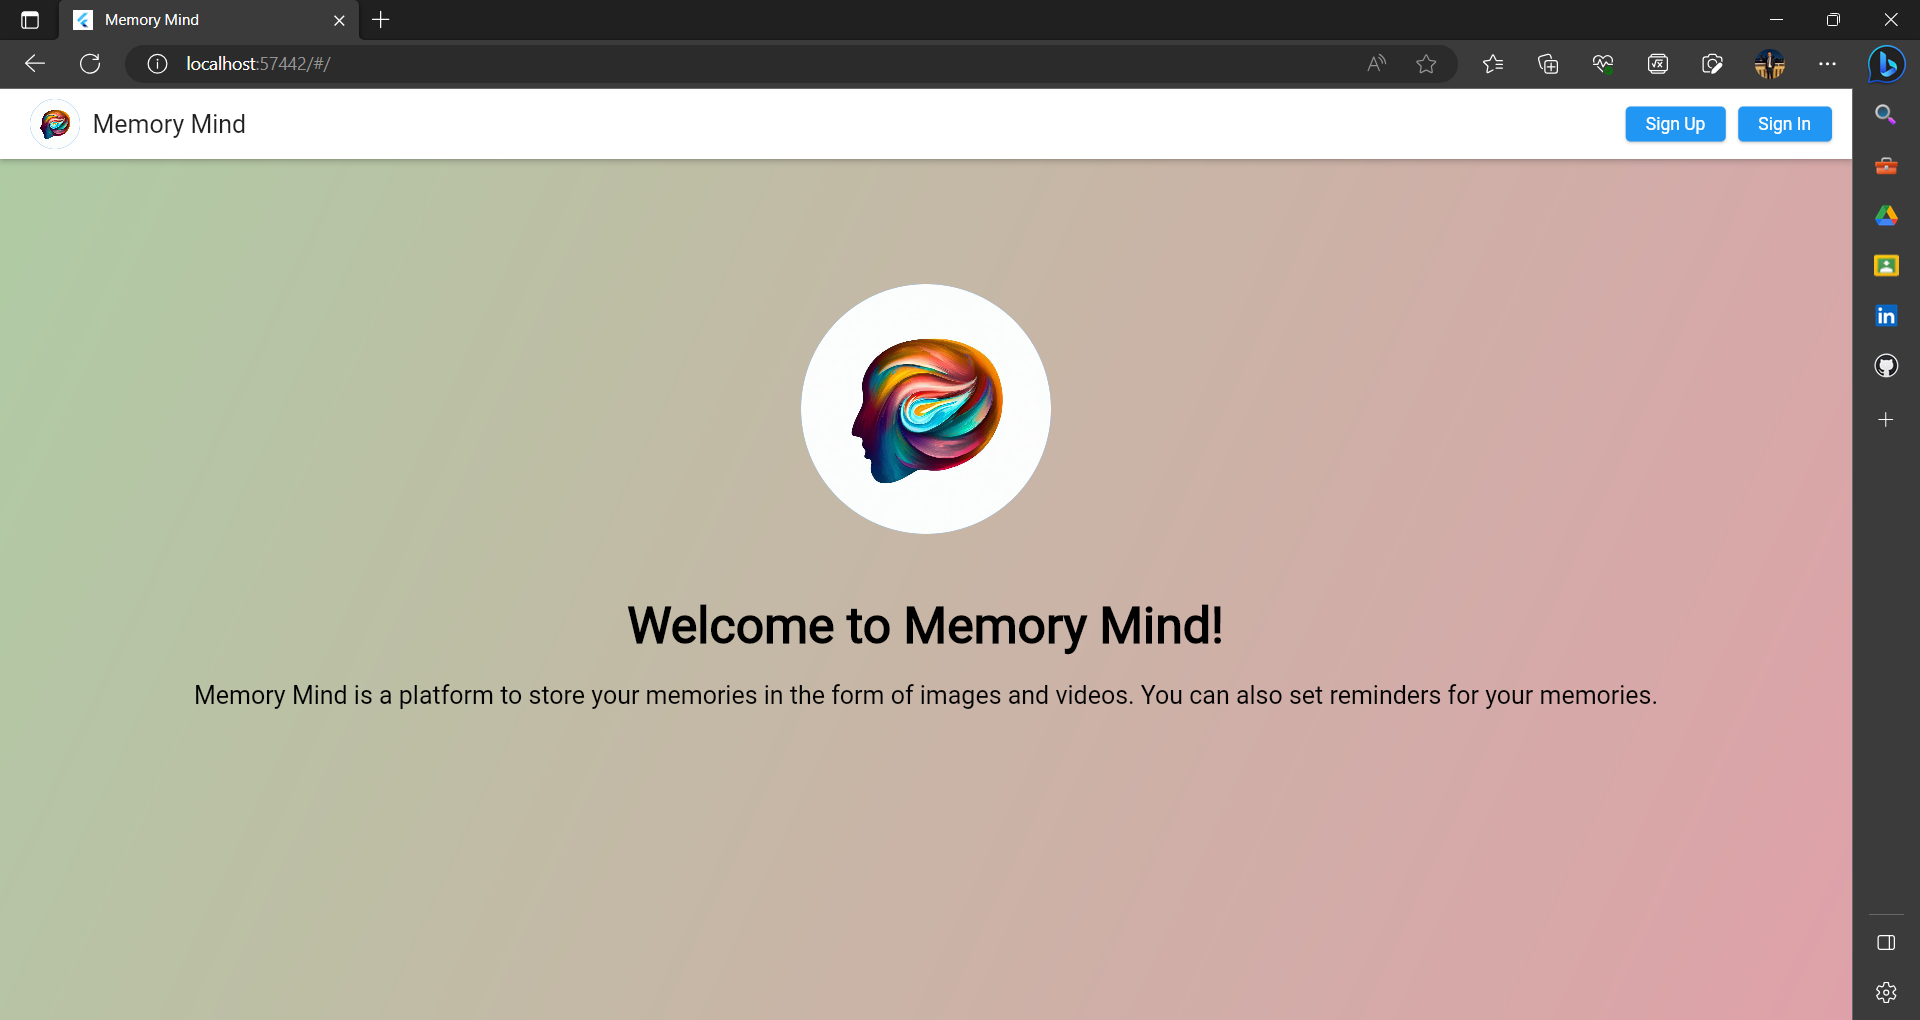 Memory Mind
localhost:57442/#/
Memory Mind
Sign Up
Sign In
Welcome to Memory Mind!
Memory Mind is a platform to store your memories in the form of images and videos. You can also set reminders for your memories.